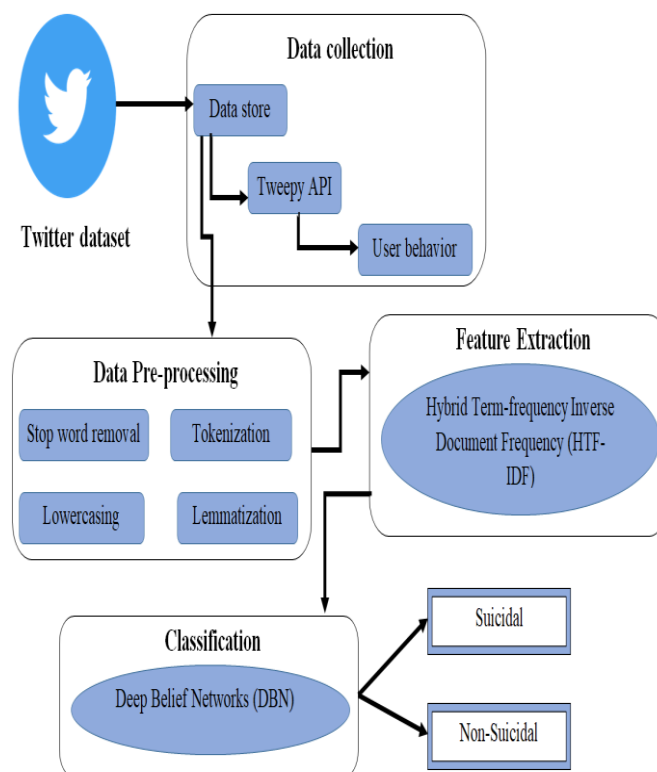 Data collection
Data store
Tweepy API
User behavior
Twitter dataset
Data Pre-processing
Stop word removal
Tokenization
Lowercasing
Lemmatization
Feature Extraction
Hybrid Term-frequency Inverse
Document Frequency (HTF-
IDF)
Classification
Deep Belief Networks (DBN)
Suicidal
Non-Suicidal